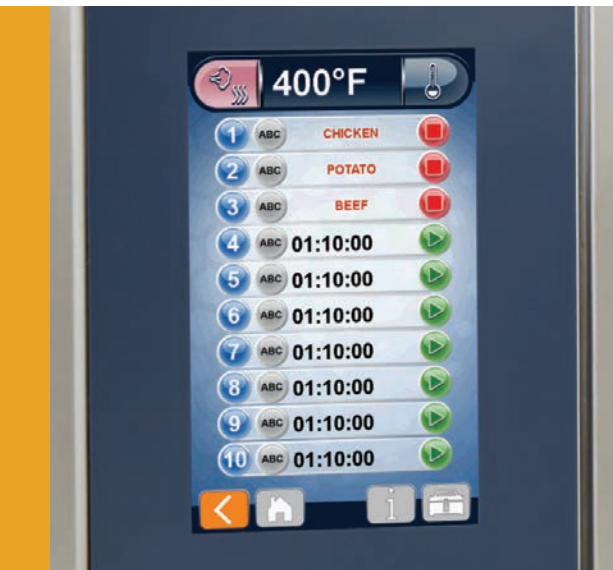 400°F
1 ABC CHICKEN
2 ABC POTATO
3 ABC BEEF
4 ABC 01:10:00
5 ABC 01:10:00
6 ABC 01:10:00
7 ABC 01:10:00
8 ABC 01:10:00
9 ABC 01:10:00
10 ABC 01:10:00
i